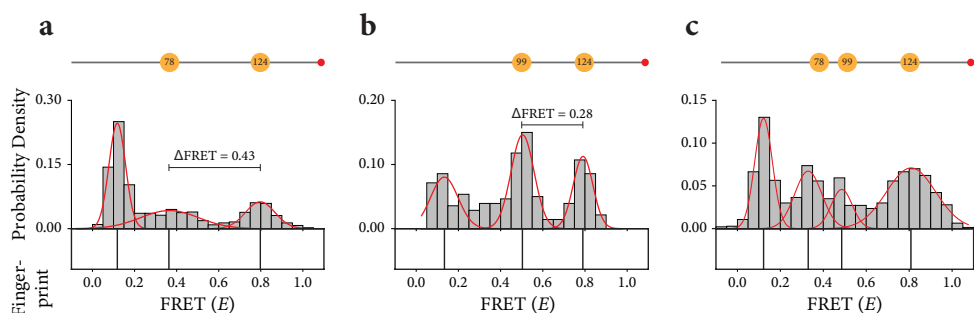 a
b
c
78
124
99
124
78
99
124
Probability Density
0.30
0.15
0.00
ΔFRET = 0.43
0.20
0.10
0.00
ΔFRET = 0.28
0.15
0.10
0.05
0.00
Finger-
print
0.0 0.2 0.4 0.6 0.8 1.0
FRET (E)
0.0 0.2 0.4 0.6 0.8 1.0
FRET (E)
0.0 0.2 0.4 0.6 0.8 1.0
FRET (E)